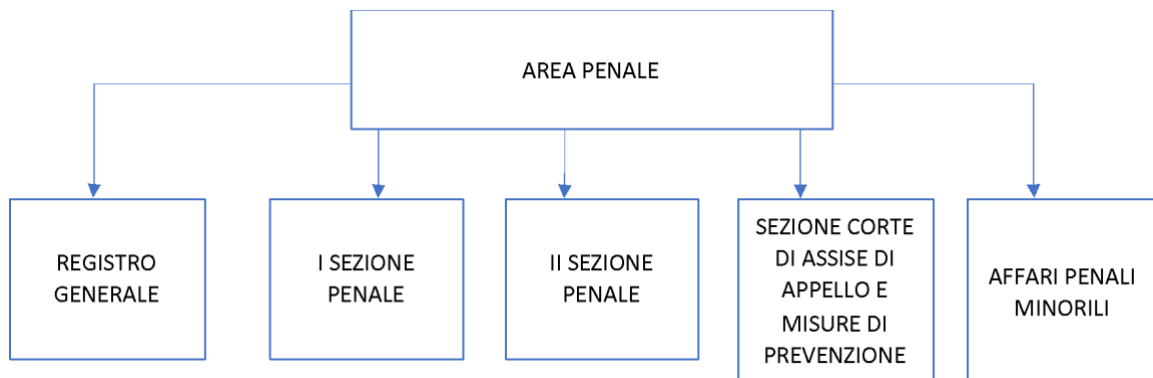 AREA PENALE
REGISTRO
GENERALE
I SEZIONE
PENALE
II SEZIONE
PENALE
SEZIONE CORTE
DI ASSISE DI
APPELLO E
MISURE DI
PREVENZIONE
AFFARI PENALI
MINORILI